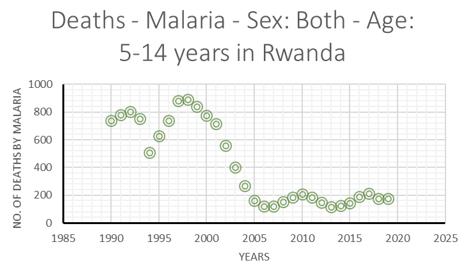 Deaths - Malaria - Sex: Both - Age:
5-14 years in Rwanda
NO. OF DEATHS BY MALARIA
1000
800
600
400
200
0
1985 1990 1995 2000 2005 2010 2015 2020 2025
YEARS